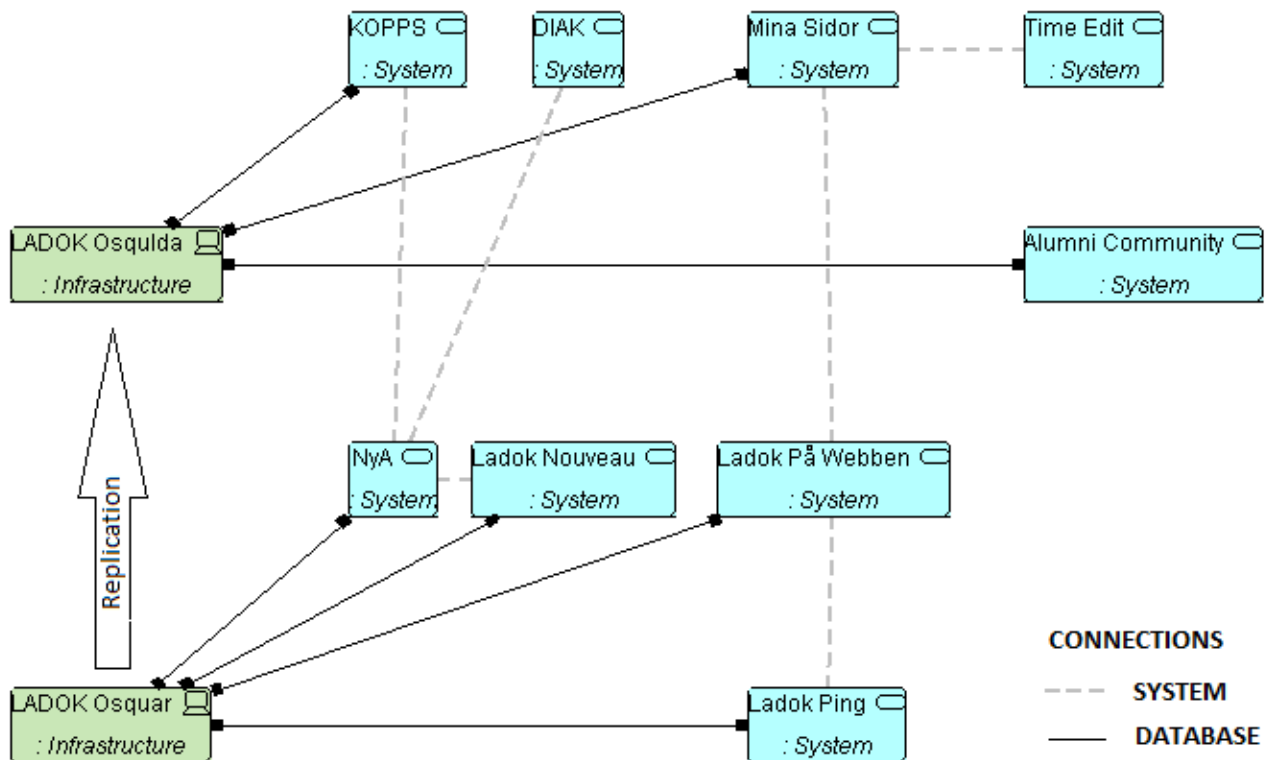 KOPPS
: System
DIAK
: System
Mina Sidor
: System
Time Edit
: System
LADOK Osqulda
: Infrastructure
Alumni Community
: System
Replication
NyA
: System
Ladok Nouveau
: System
Ladok På Webben
: System
LADOK Osquar
: Infrastructure
Ladok Ping
: System
CONNECTIONS
SYSTEM
DATABASE